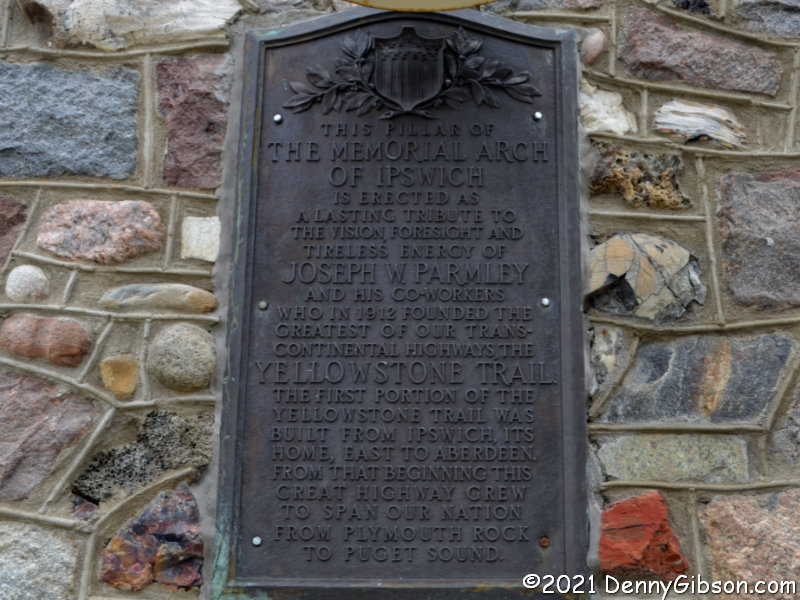 THIS PILLAR OF
THE MEMORIAL ARCH
OF IPSWICH
IS ERECTED AS
A LASTING TRIBUTE TO
THE VISION, FORESIGHT AND
TIRELESS ENERGY OF
JOSEPH W. PARMLEY
AND HIS CO-WORKERS
WHO IN 1912 FOUNDED THE
GREATEST OF OUR TRANS-
CONTINENTAL HIGHWAYS, THE
YELLOWSTONE TRAIL.
THE FIRST PORTION OF THE
YELLOWSTONE TRAIL WAS
BUILT FROM IPSWICH, ITS
HOME, EAST TO ABERDEEN.
FROM THAT BEGINNING THIS
GREAT HIGHWAY GREW
TO SPAN OUR NATION
FROM PLYMOUTH ROCK
TO PUGET SOUND.
©2021 DennyGibson.com